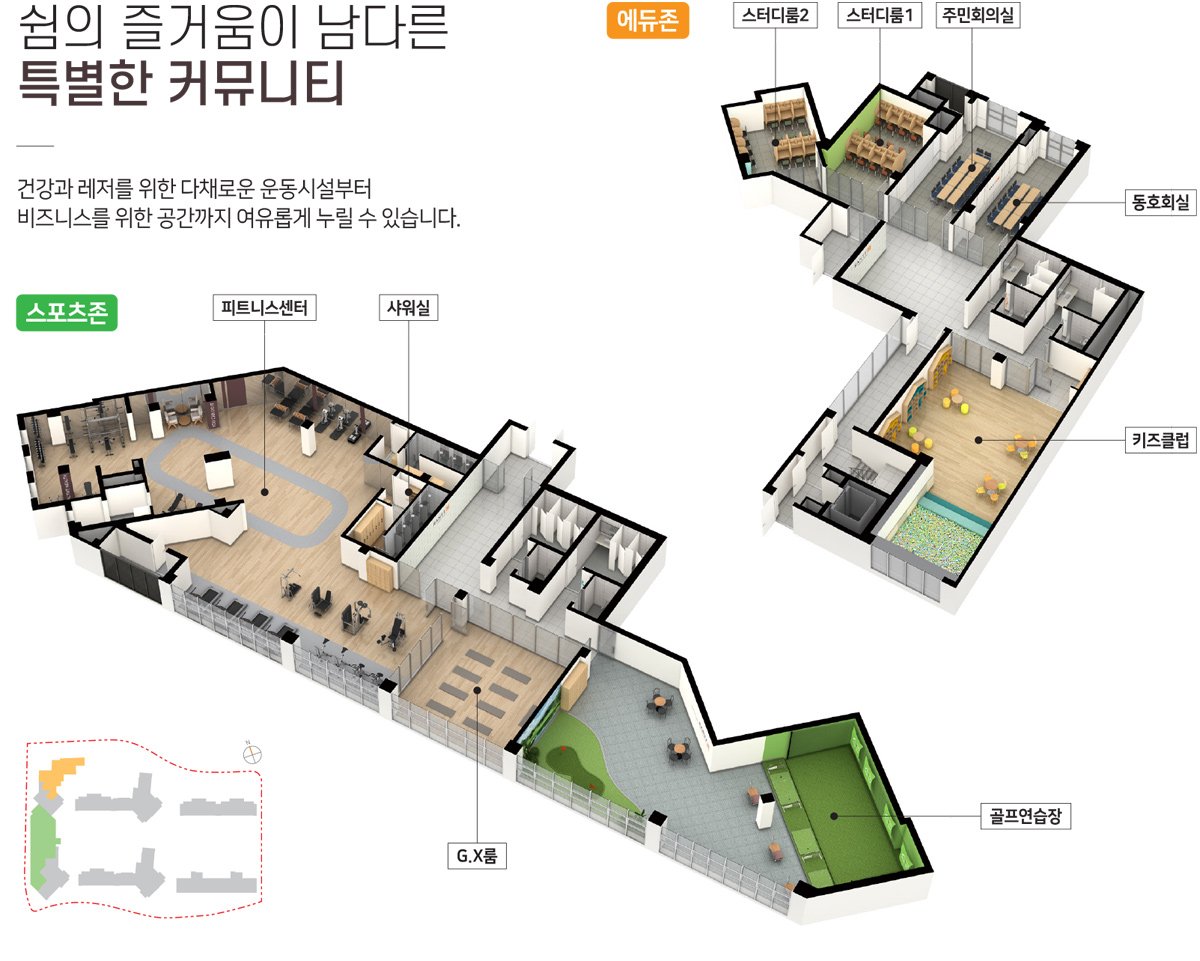 쉼의 즐거움이 남다른
특별한 커뮤니티
건강과 레저를 위한 다채로운 운동시설부터
비즈니스를 위한 공간까지 여유롭게 누릴 수 있습니다.
에듀존
스터디룸2
스터디룸1
주민회의실
동호회실
키즈클럽
스포츠존
피트니스센터
샤워실
G.X룸
골프연습장
N